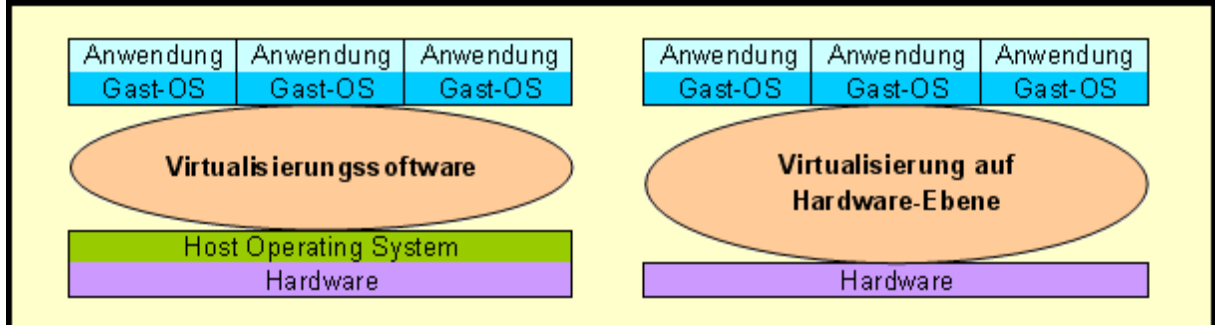 Anwendung Anwendung Anwendung
Gast-OS Gast-OS Gast-OS
Virtualisierungssoftware
Host Operating System
Hardware
Anwendung Anwendung Anwendung
Gast-OS Gast-OS Gast-OS
Virtualisierung auf
Hardware-Ebene
Hardware